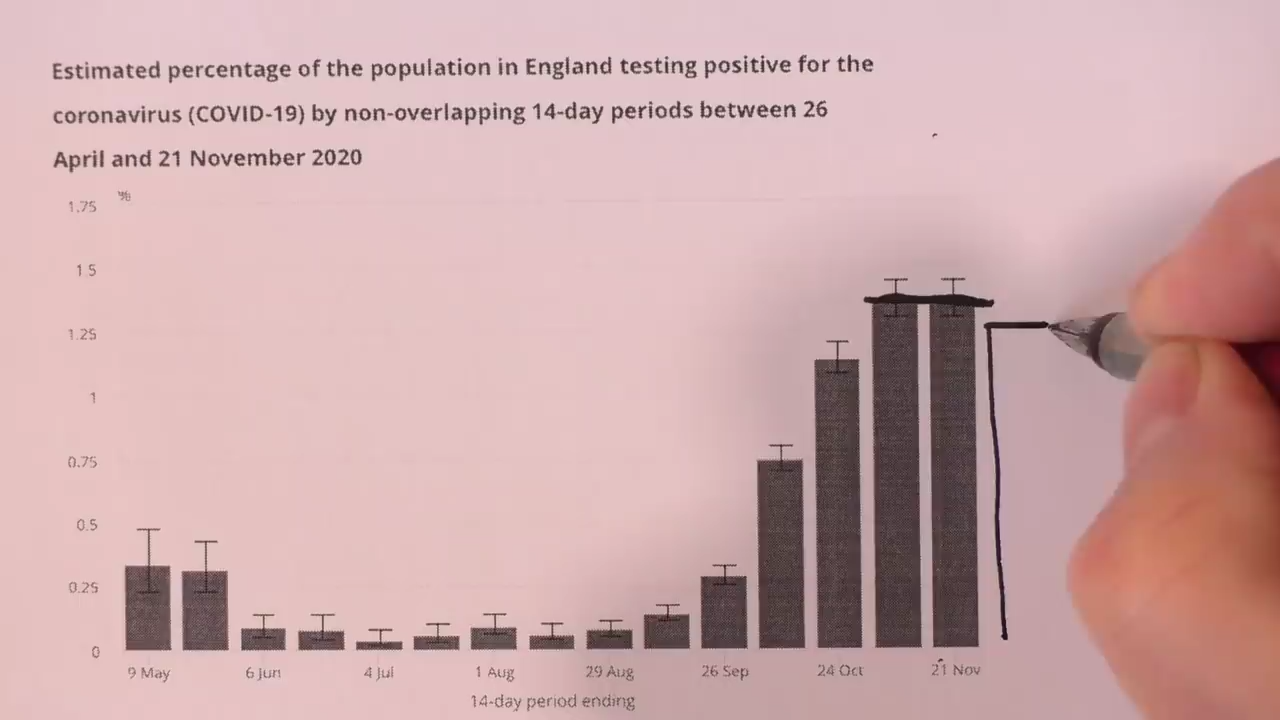 Estimated percentage of the population in England testing positive for the
coronavirus (COVID-19) by non-overlapping 14-day periods between 26
April and 21 November 2020
%
1.75
1.5
1.25
1
0.75
0.5
0.25
0
9 May 6 Jun 4 Jul 1 Aug 29 Aug 26 Sep 24 Oct 21 Nov
14-day period ending